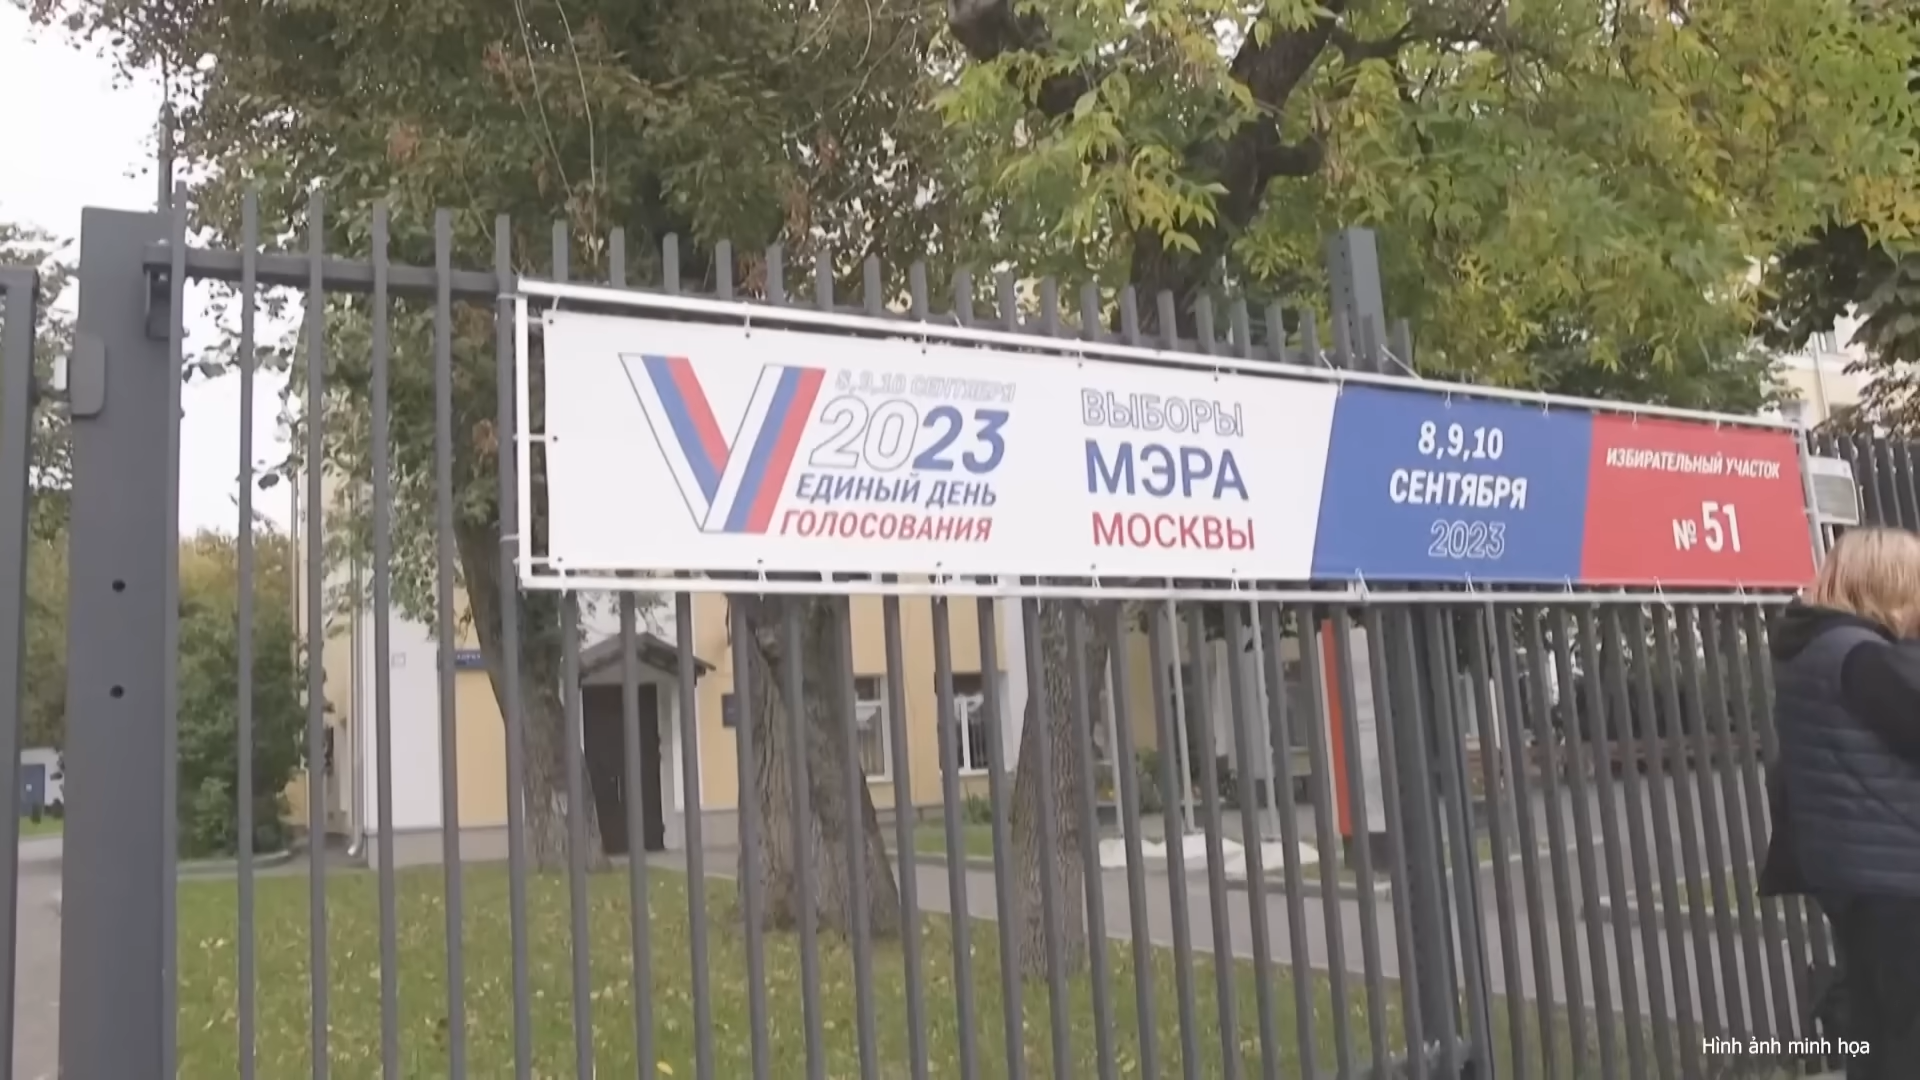 8,9,10 СЕНТЯБРЯ
2023
ЕДИНЫЙ ДЕНЬ
ГОЛОСОВАНИЯ
ВЫБОРЫ
МЭРА
МОСКВЫ
8,9,10
СЕНТЯБРЯ
2023
ИЗБИРАТЕЛЬНЫЙ УЧАСТОК
№ 51
Hình ảnh minh họa